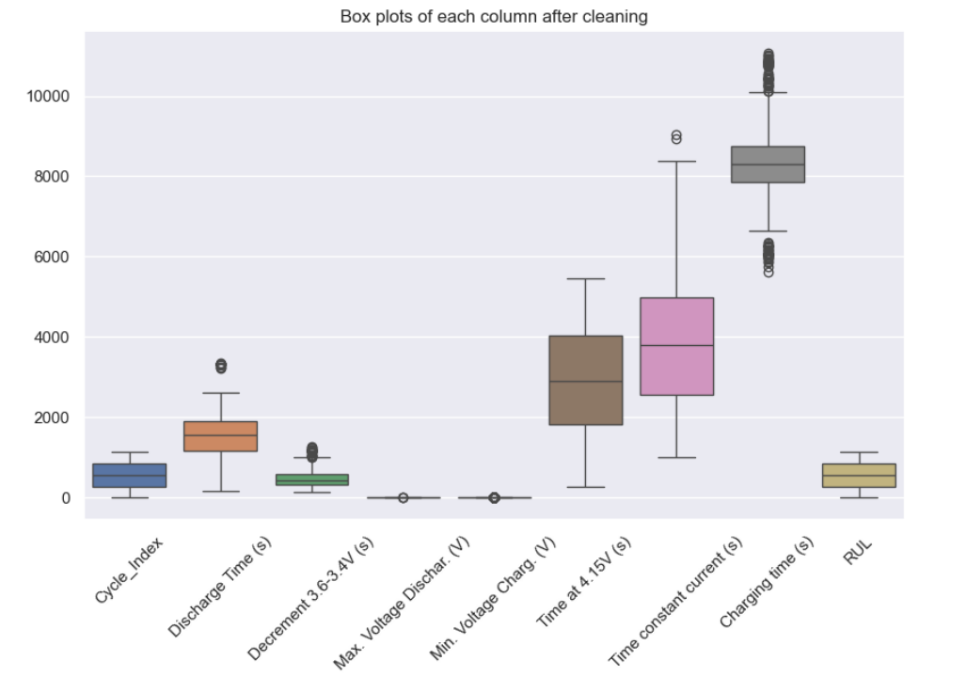 Box plots of each column after cleaning
10000
8000
6000
4000
2000
0
Cycle_Index
Discharge Time (s)
Decrement 3.6-3.4V (s)
Max. Voltage Dischar. (V)
Min. Voltage Charg. (V)
Time at 4.15V (s)
Time constant current (s)
Charging time (s)
RUL